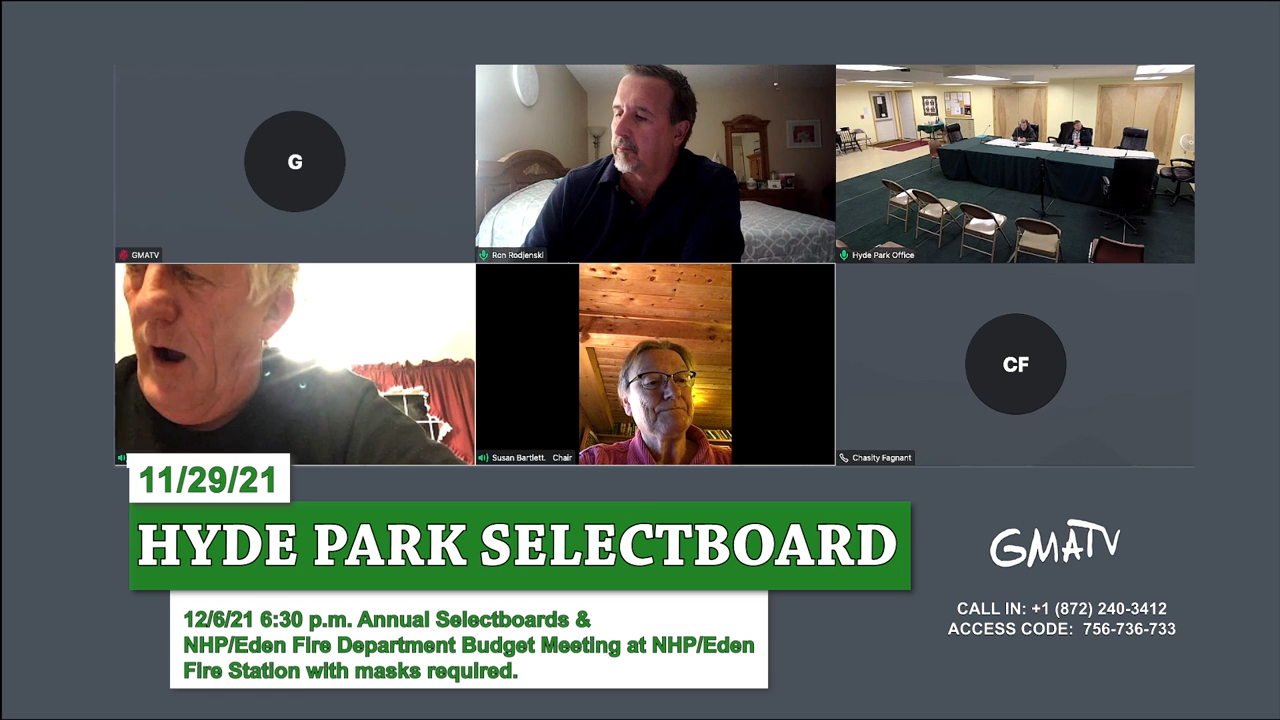 G
GMATV
Ron Rodjenski
Hyde Park Office
Susan Bartlett. Chair
CF
Chasity Fagnant
11/29/21
HYDE PARK SELECTBOARD
12/6/21 6:30 p.m. Annual Selectboards &
NHP/Eden Fire Department Budget Meeting at NHP/Eden
Fire Station with masks required.
GMATV
CALL IN: +1 (872) 240-3412
ACCESS CODE: 756-736-733